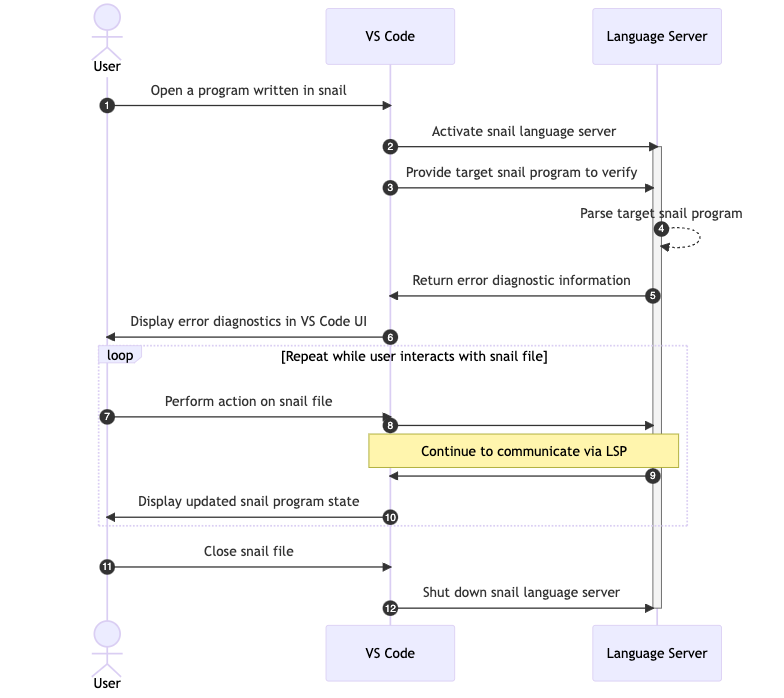 VS Code
Language Server
User
Open a program written in snail
1
Activate snail language server
2
Provide target snail program to verify
3
Parse target snail program
4
Return error diagnostic information
5
Display error diagnostics in VS Code UI
6
loop
[Repeat while user interacts with snail file]
Perform action on snail file
7
8
Continue to communicate via LSP
9
Display updated snail program state
10
Close snail file
11
Shut down snail language server
12
VS Code
Language Server
User